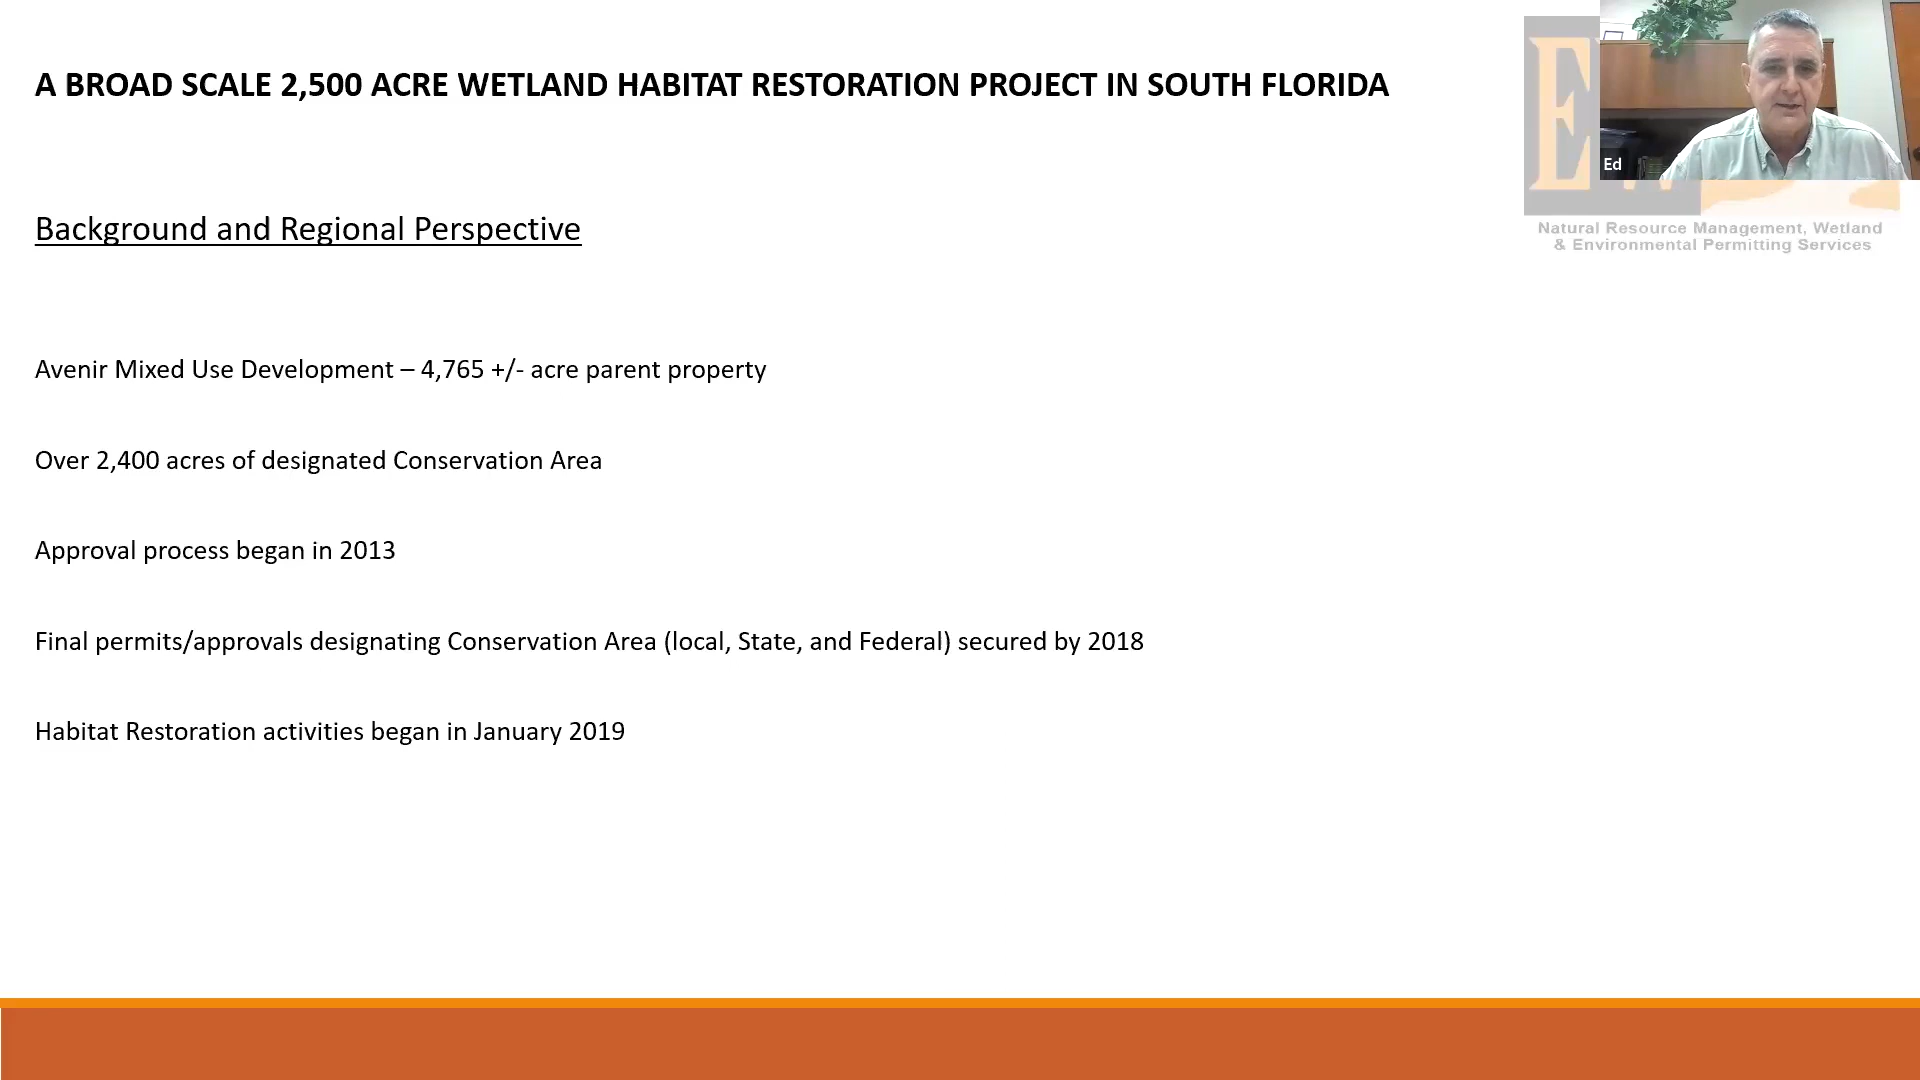 A BROAD SCALE 2,500 ACRE WETLAND HABITAT RESTORATION PROJECT IN SOUTH FLORIDA
Ed
Background and Regional Perspective
Natural Resource Management, Wetland
& Environmental Permitting Services
Avenir Mixed Use Development – 4,765 +/- acre parent property
Over 2,400 acres of designated Conservation Area
Approval process began in 2013
Final permits/approvals designating Conservation Area (local, State, and Federal) secured by 2018
Habitat Restoration activities began in January 2019